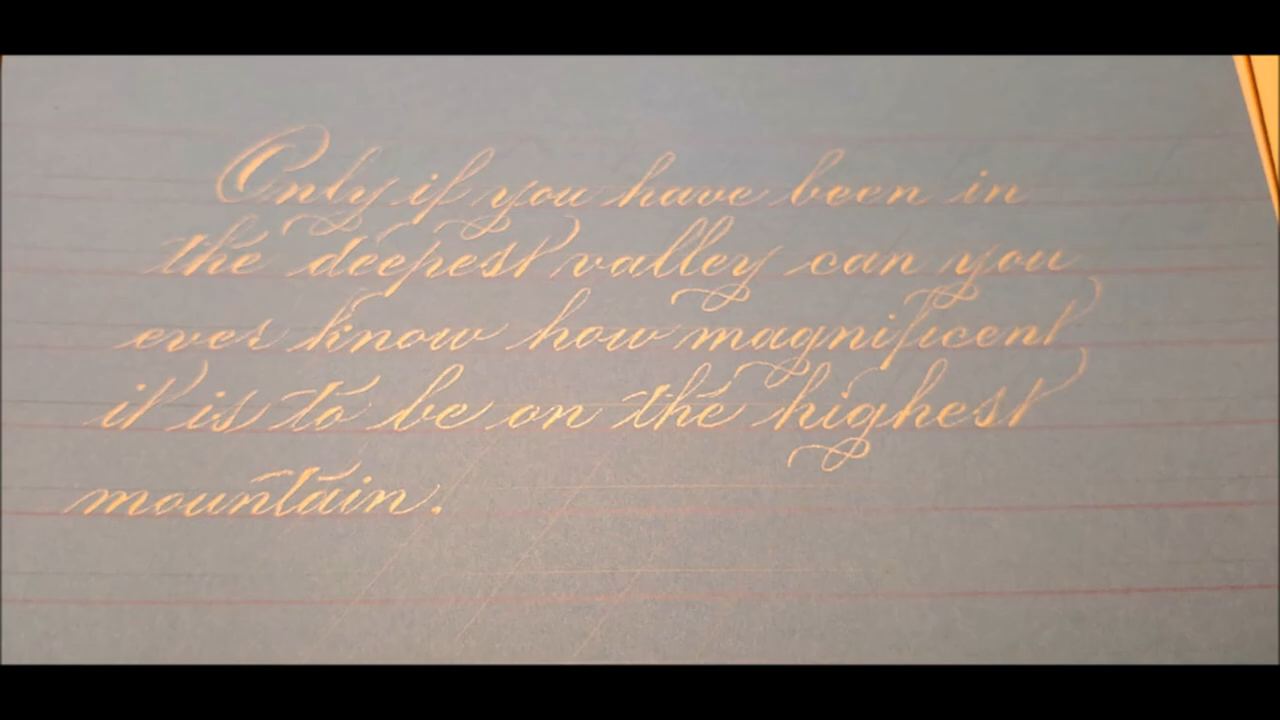 Only if you have been in
the deepest valley can you
ever know how magnificent
it is to be on the highest
mountain.